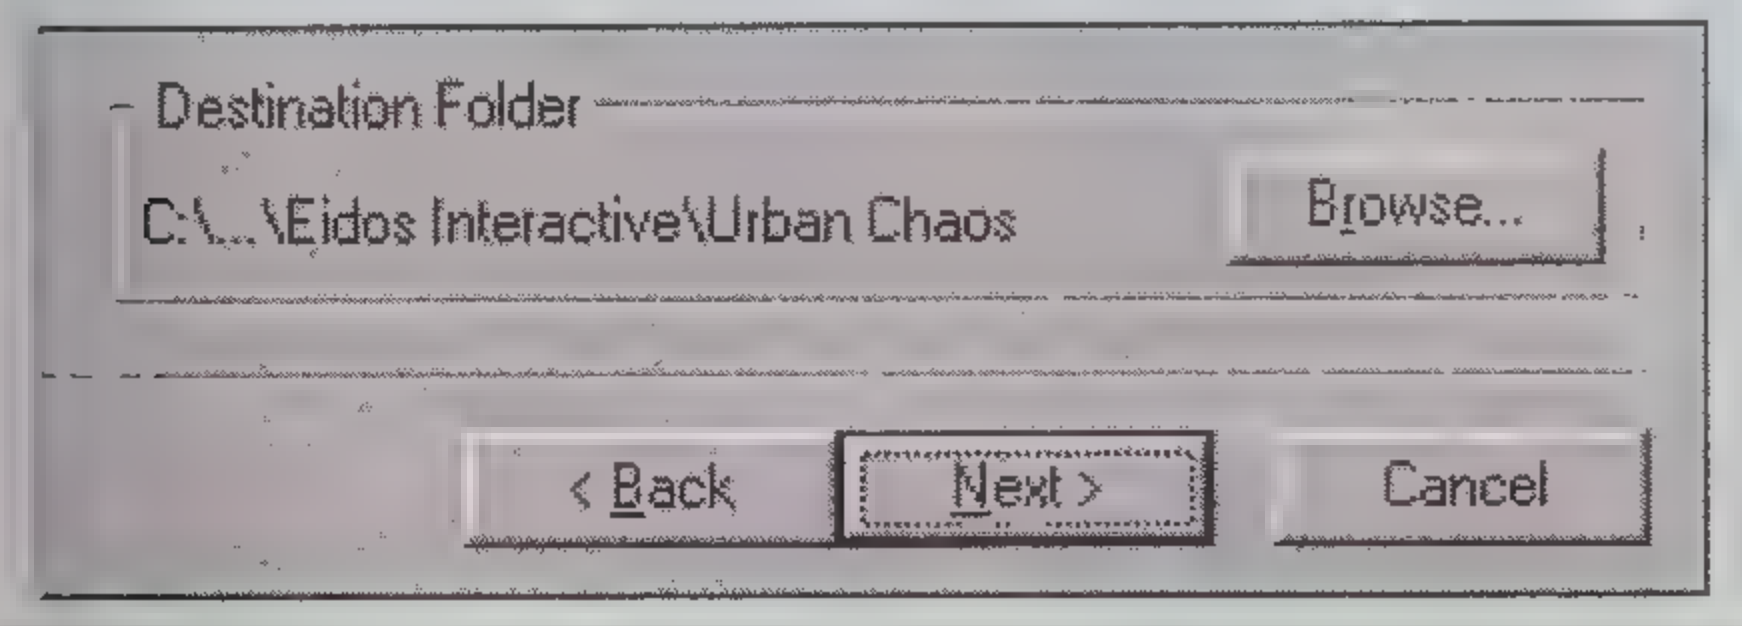 Destination Folder
C:\...\Eidos Interactive\Urban Chaos
Browse...
< Back
Next >
Cancel